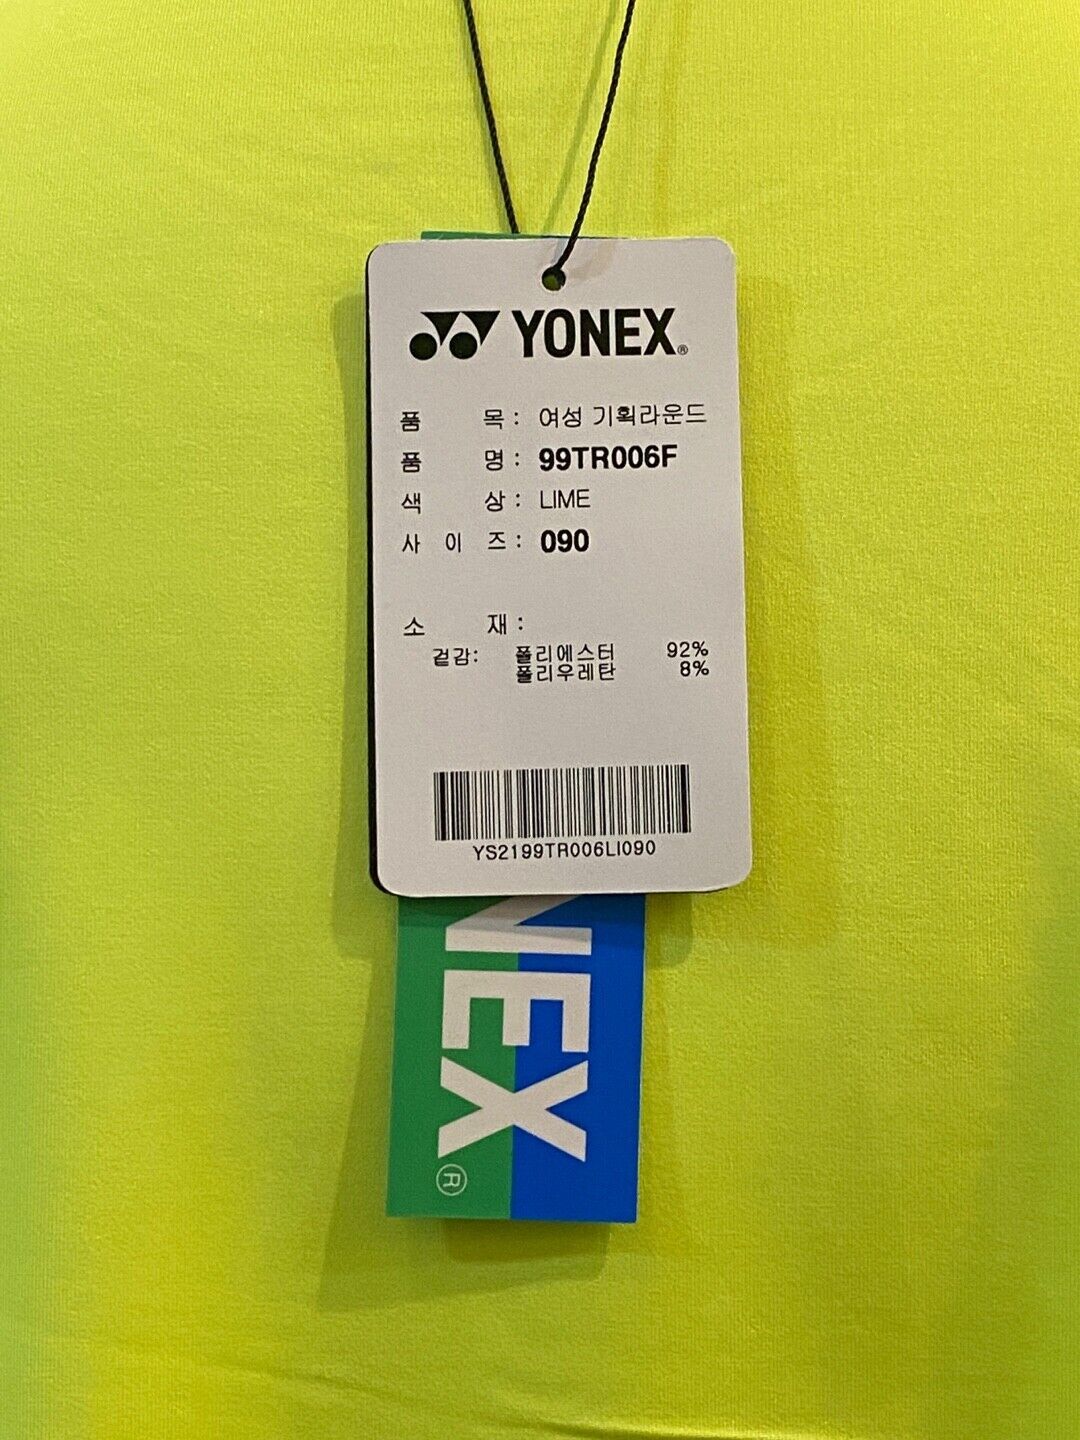 YONEX®
품 목 : 여성 기획라운드
품 명 : 99TR006F
색 상 : LIME
사 이 즈 : 090
소 재 :
겉감: 폴리에스터 92%
폴리우레탄 8%
YS2199TR006LI090
NEX®